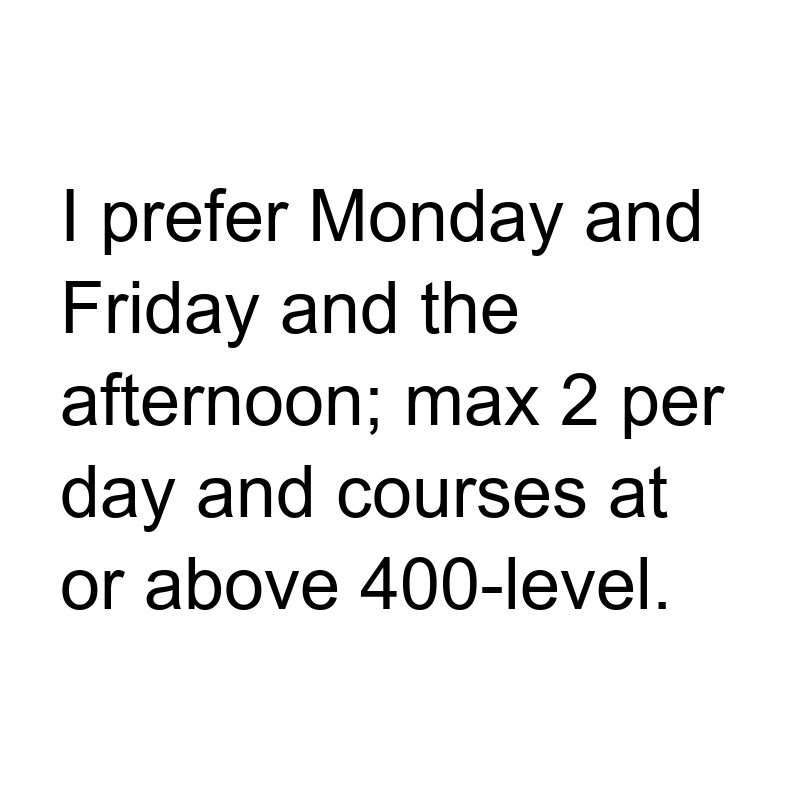 I prefer Monday and
Friday and the
afternoon; max 2 per
day and courses at
or above 400-level.